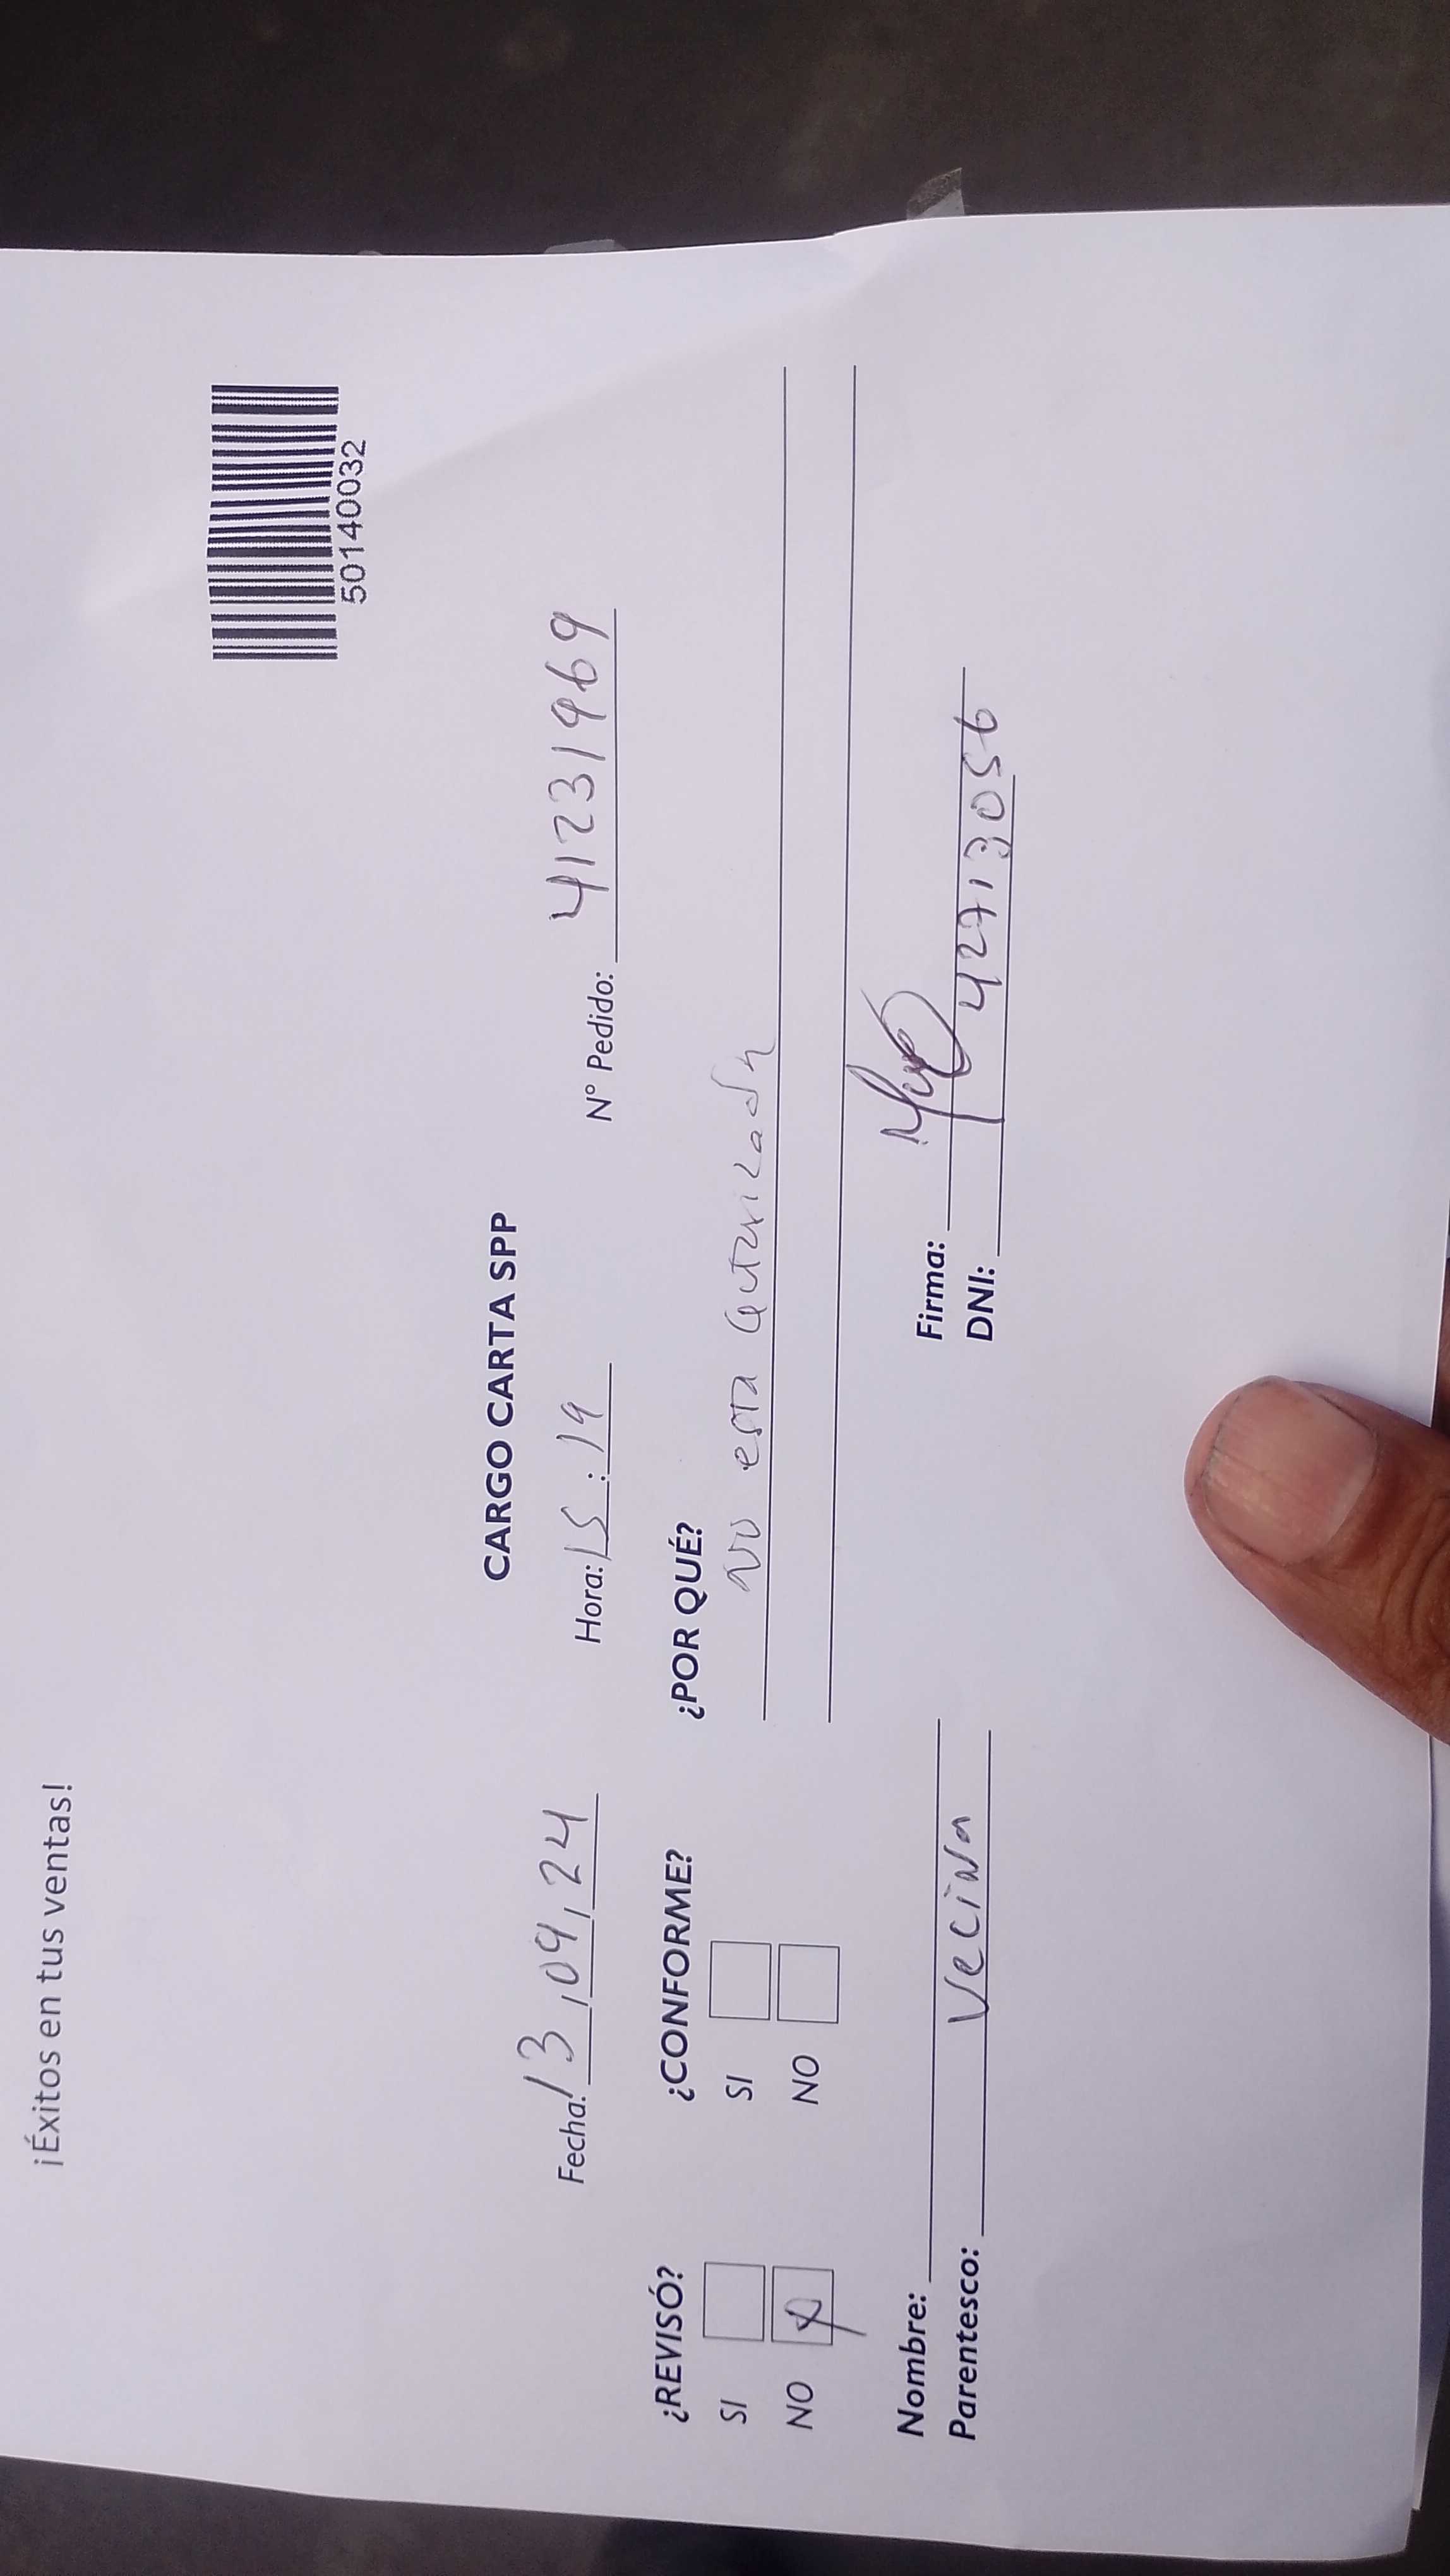 ¡Éxitos en tus ventas!
50140032
CARGO CARTA SPP
Fecha: 13/09/24 Hora: 15:19 N° Pedido: 41231969
¿REVISÓ? ¿CONFORME? ¿POR QUÉ?
SI SI no esta autorizada
NO X NO
Nombre: Firma:
Parentesco: Vecina DNI: 42713056